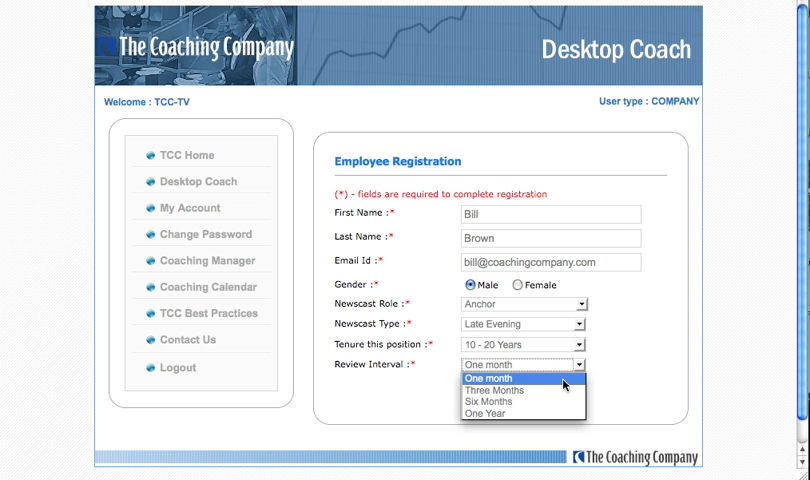 The Coaching Company
Desktop Coach
Welcome : TCC-TV
User type : COMPANY
TCC Home
Desktop Coach
My Account
Change Password
Coaching Manager
Coaching Calendar
TCC Best Practices
Contact Us
Logout
Employee Registration
(*) - fields are required to complete registration
First Name :* Bill
Last Name :* Brown
Email Id :* bill@coachingcompany.com
Gender :* Male Female
Newscast Role :* Anchor
Newscast Type :* Late Evening
Tenure this position :* 10 - 20 Years
Review Interval :* One month
One month
Three Months
Six Months
One Year
The Coaching Company